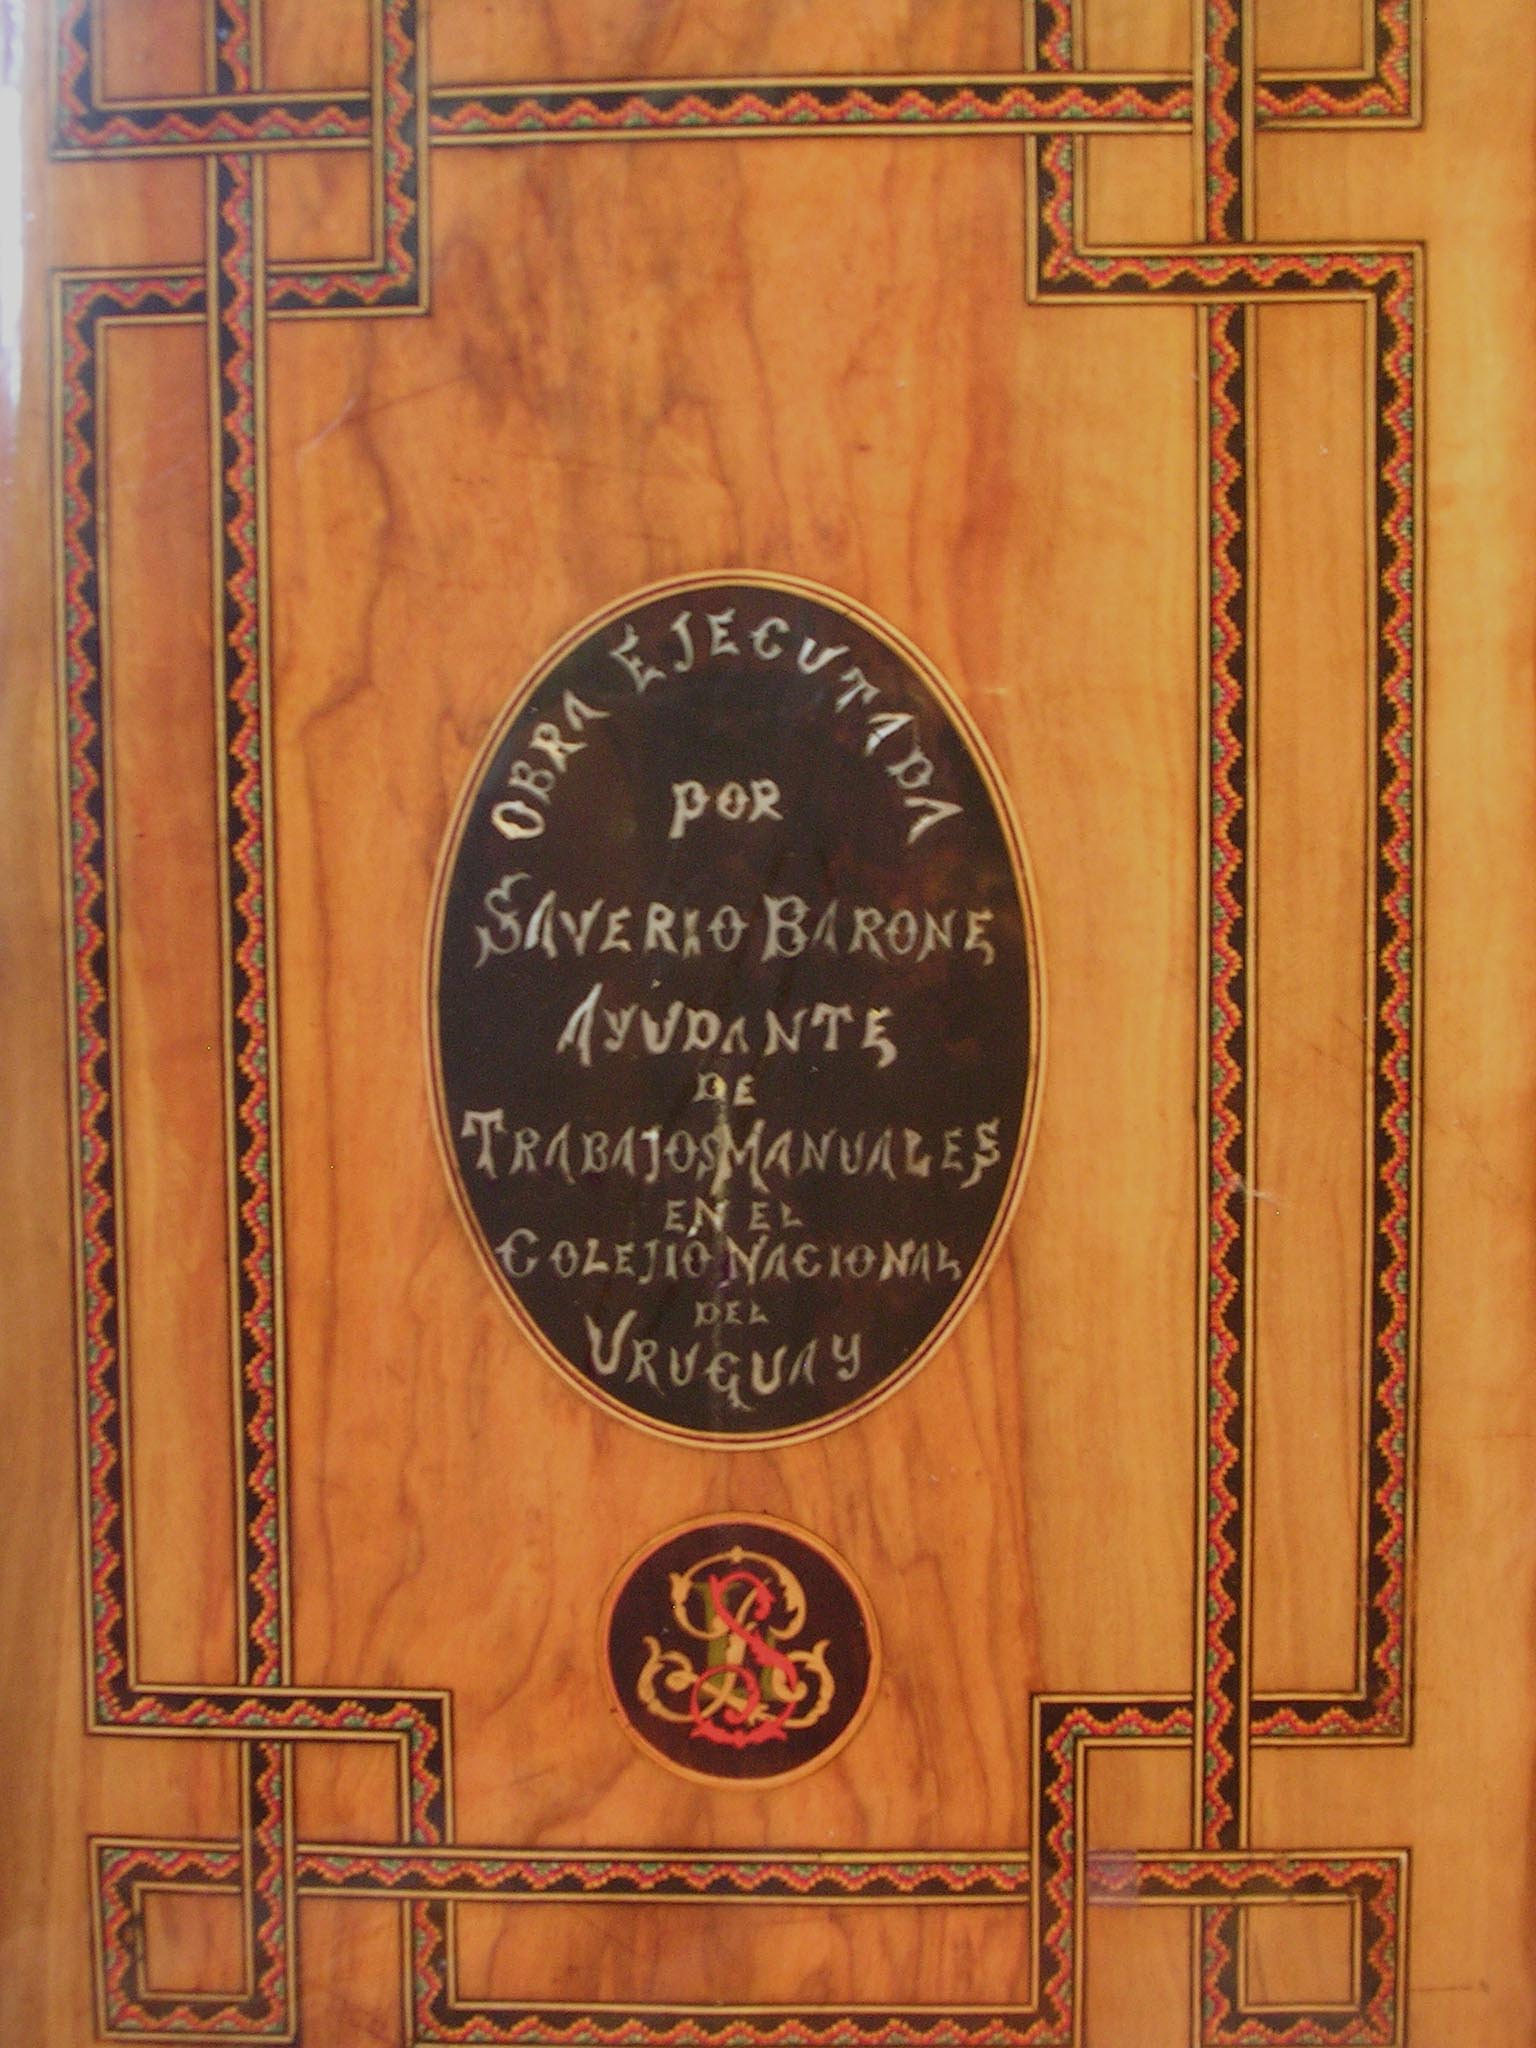 OBRA EJECUTADA
POR
SAVERIO BARONE
AYUDANTE
DE
TRABAJOS MANUALES
EN EL
COLEJIO NACIONAL
DEL
URUGUAY